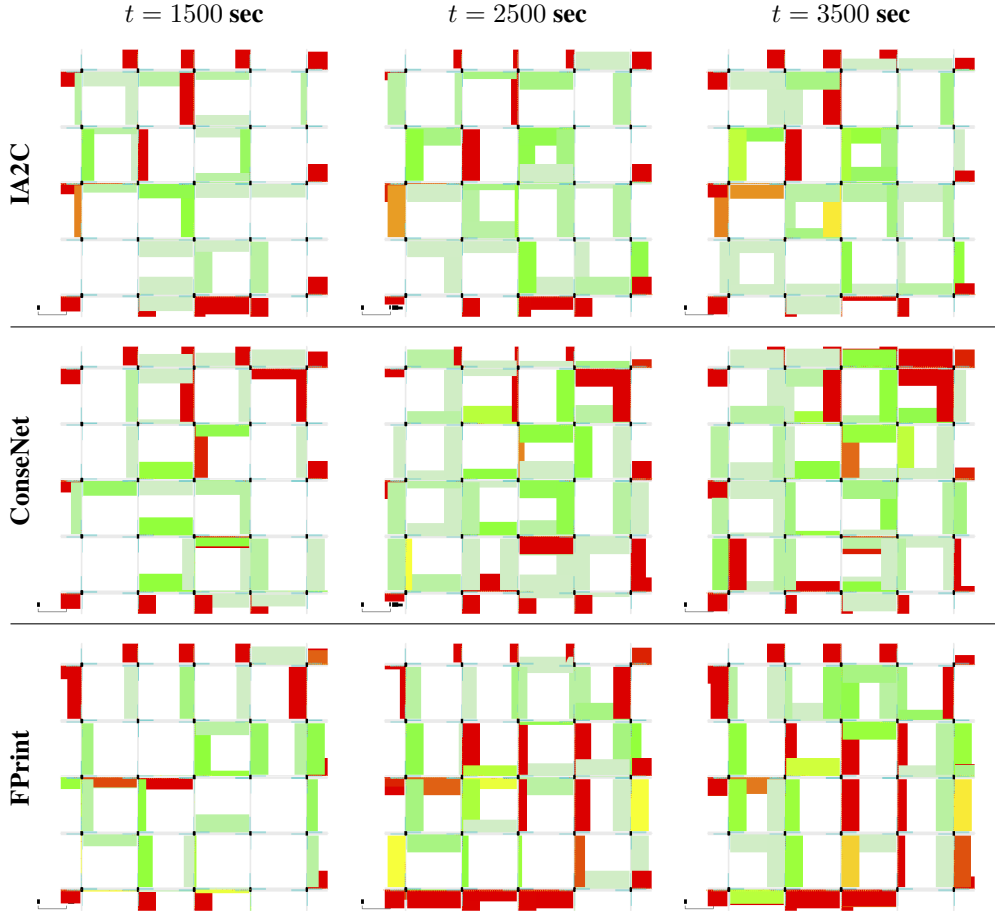 t = 1500 sec
t = 2500 sec
t = 3500 sec
IA2C
ConseNet
FPrint